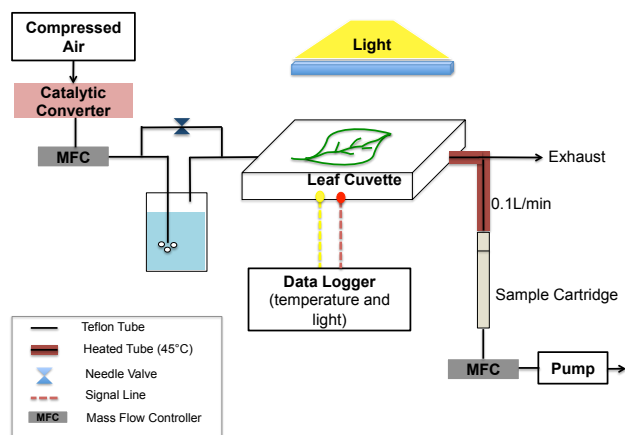 Compressed
Air
Light
Catalytic
Converter
MFC
Exhaust
Leaf Cuvette
0.1L/min
Data Logger
(temperature and
light)
Sample Cartridge
MFC
Pump
Teflon Tube
Heated Tube (45°C)
Needle Valve
Signal Line
MFC Mass Flow Controller